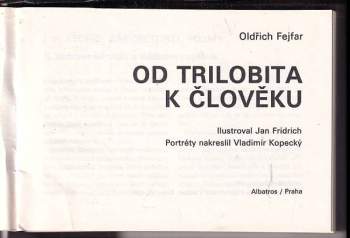 Oldřich Fejfar
OD TRILOBITA
K ČLOVĚKU
Ilustroval Jan Fridrich
Portréty nakreslil Vladimír Kopecký
Albatros / Praha